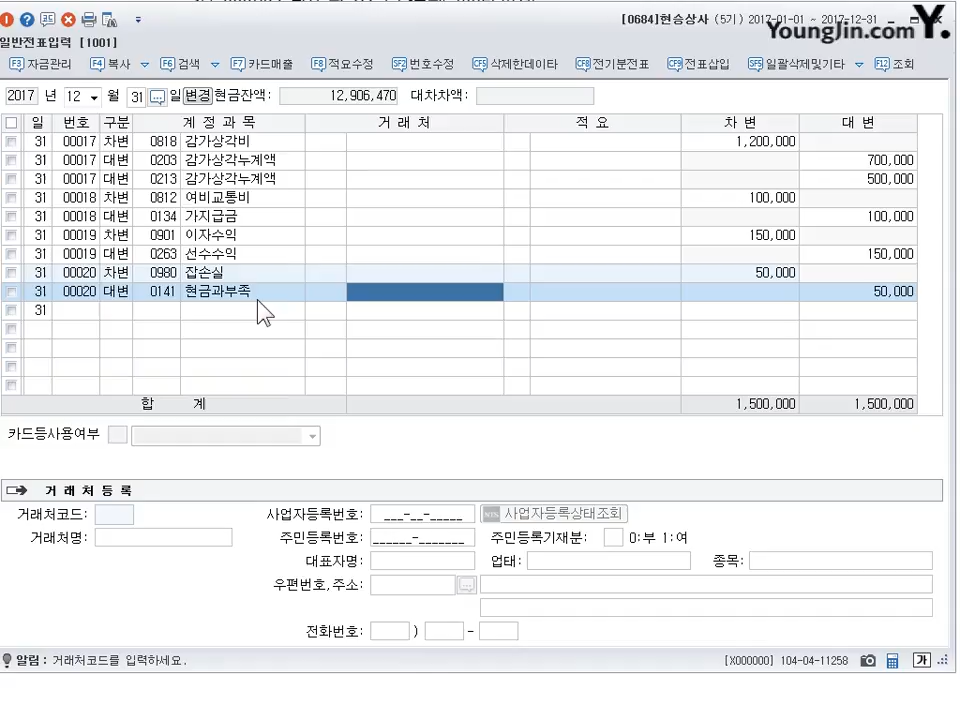 [0684]현승상사 (5기) 2017-01-01 ~ 2017-12-31
YoungJin.com Y.
일반전표입력 [1001]
F3 자금관리 F4 복사 F6 검색 F7 카드매출 F8 적요수정 SF2 번호수정 CF5 삭제한데이타 CF8 전기분전표 CF9 전표삽입 SF5 일괄삭제및기타 F12 조회
2017 년 12 월 31 일 변경 현금잔액: 12,906,470 대차차액:
일 번호 구분 계정과목 거래처 적요 차변 대변
31 00017 차변 0818 감가상각비 1,200,000
31 00017 대변 0203 감가상각누계액 700,000
31 00017 대변 0213 감가상각누계액 500,000
31 00018 차변 0812 여비교통비 100,000
31 00018 대변 0134 가지급금 100,000
31 00019 차변 0901 이자수익 150,000
31 00019 대변 0263 선수수익 150,000
31 00020 차변 0980 잡손실 50,000
31 00020 대변 0141 현금과부족 50,000
31
합 계 1,500,000 1,500,000
카드등사용여부
거래처등록
거래처코드: 사업자등록번호: ___-__-_____ 사업자등록상태조회
거래처명: 주민등록번호: ______-_______ 주민등록기재분: 0:부 1:여
대표자명: 업태: 종목:
우편번호,주소:
전화번호: ) -
알림: 거래처코드를 입력하세요. [X000000] 104-04-11258 가